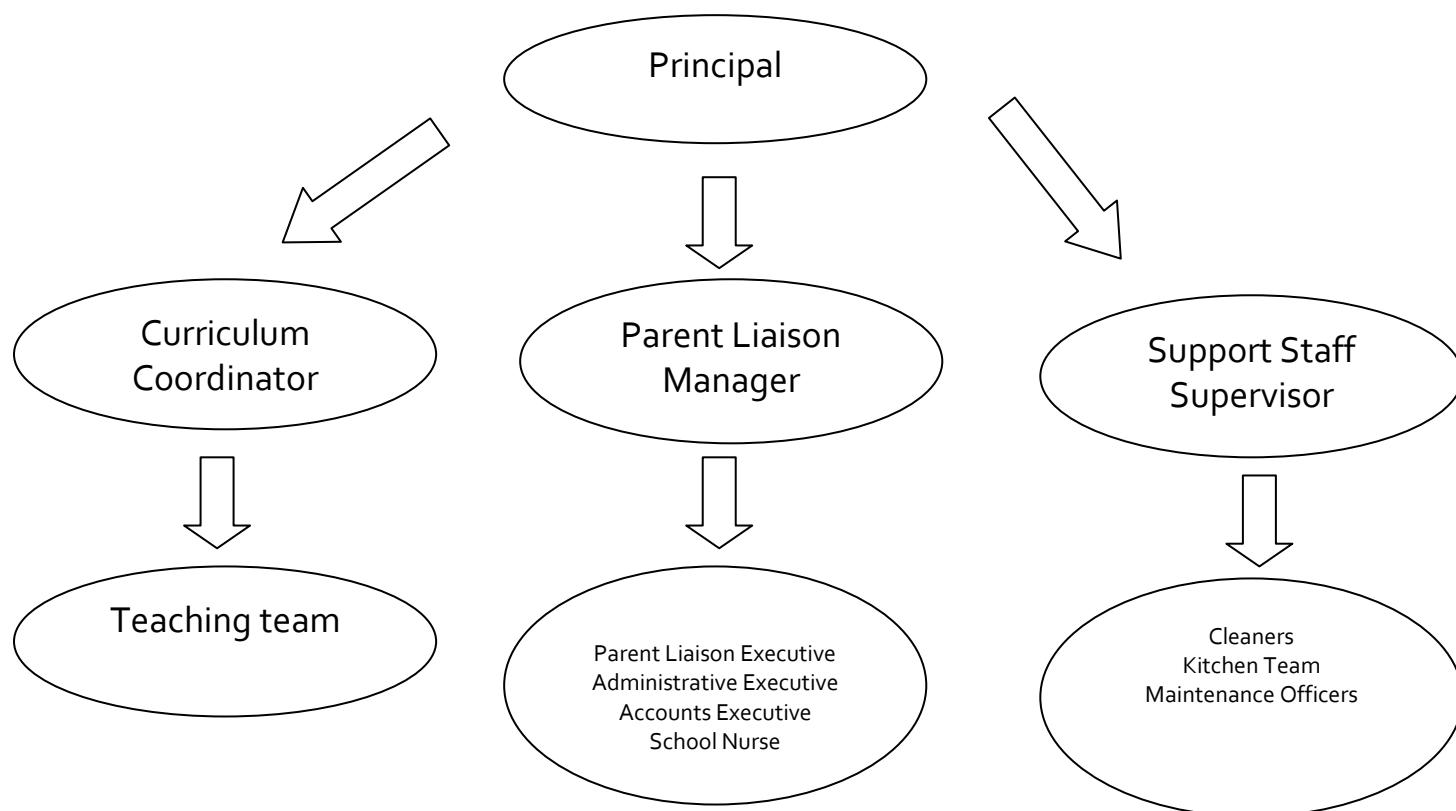 Principal
Curriculum
Coordinator
Parent Liaison
Manager
Support Staff
Supervisor
Teaching team
Parent Liaison Executive
Administrative Executive
Accounts Executive
School Nurse
Cleaners
Kitchen Team
Maintenance Officers